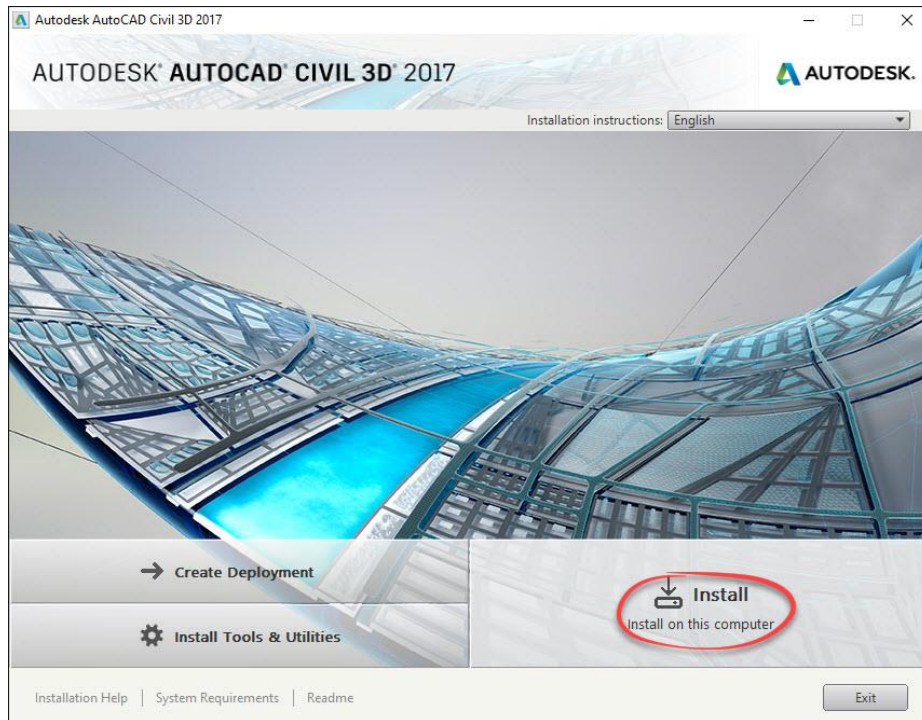 Autodesk AutoCAD Civil 3D 2017
AUTODESK® AUTOCAD® CIVIL 3D® 2017
AUTODESK.
Installation instructions: English
Create Deployment
Install
Install on this computer
Install Tools & Utilities
Installation Help | System Requirements | Readme
Exit